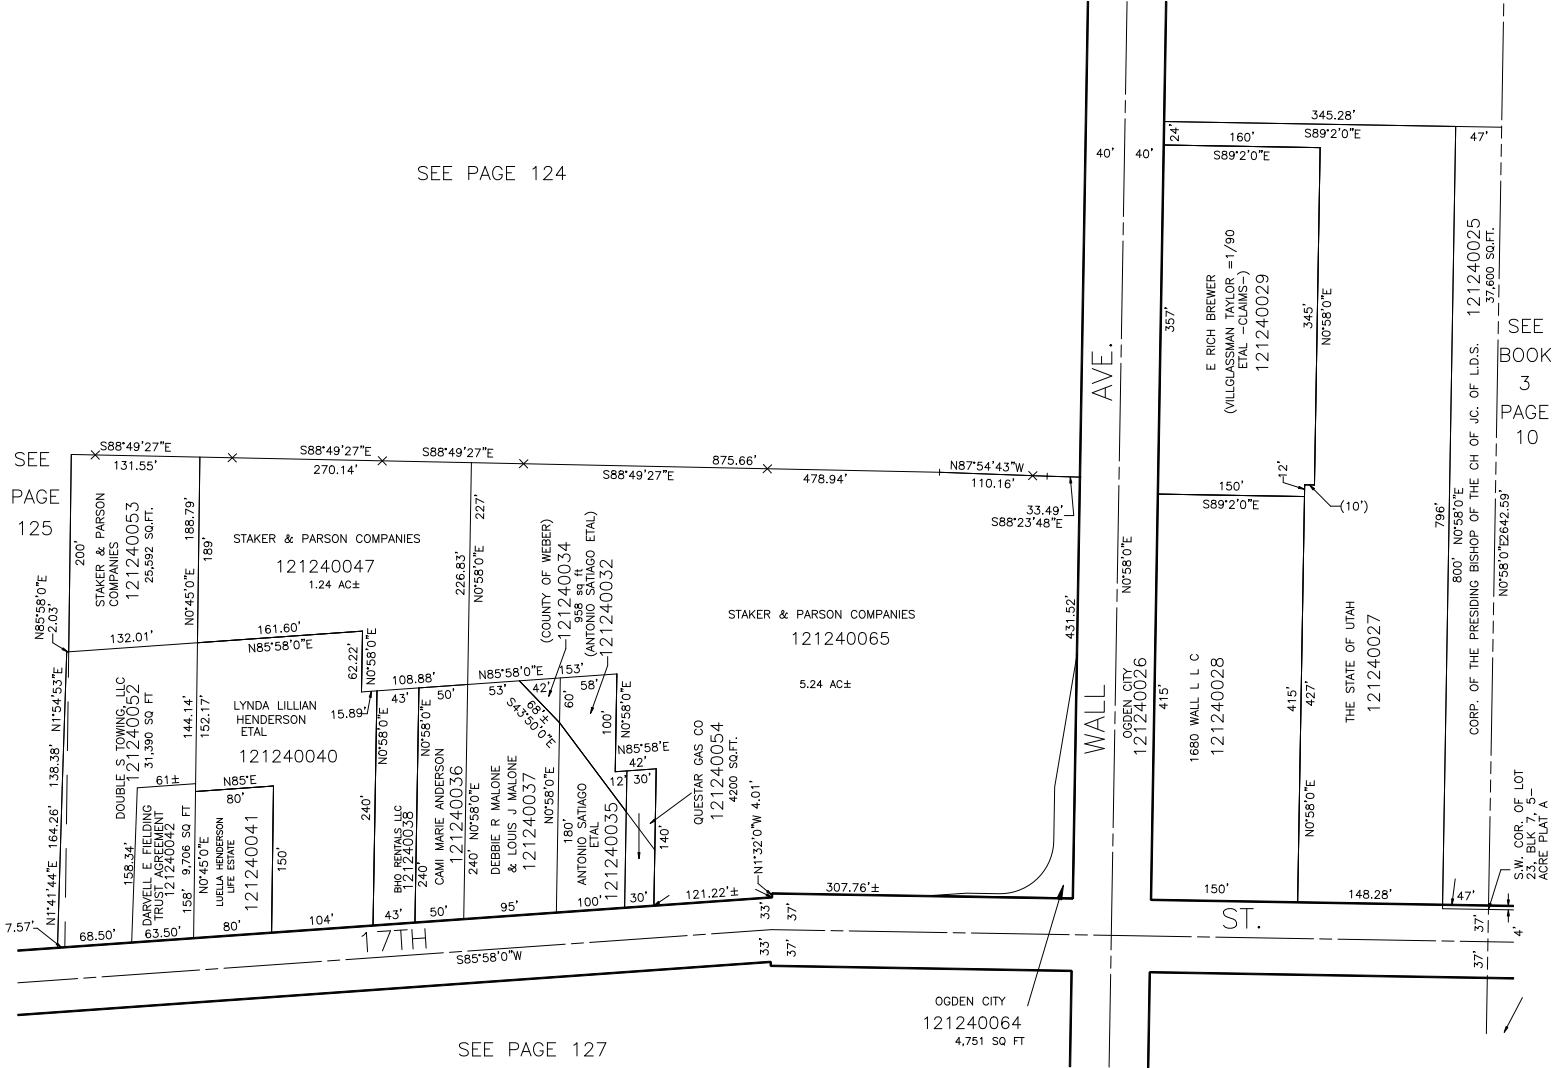 SEE PAGE 124
345.28'
S89°2'0"E
47'
24'
160'
S89°2'0"E
40'
40'
357'
E RICH BREWER
(VILLGLASSMAN TAYLOR =1/90
ETAL -CLAIMS-)
121240029
345'
N0°58'0"E
12'
(10')
150'
S89°2'0"E
121240025
37,600 SQ.FT.
CORP. OF THE PRESIDING BISHOP OF THE CH OF JC. OF L.D.S.
796'
800'
N0°58'0"E
N0°58'0"E2642.59'
SEE
BOOK
3
PAGE
10
WALL
AVE.
N0°58'0"E
OGDEN CITY
121240026
415'
1680 WALL L L C
121240028
415'
427'
N0°58'0"E
THE STATE OF UTAH
121240027
150'
148.28'
47'
S.W. COR. OF LOT
23, BLK 7, 5-
ACRE PLAT A
37'
37'
4'
SEE
PAGE
125
S88°49'27"E
131.55'
S88°49'27"E
270.14'
S88°49'27"E
875.66'
S88°49'27"E
478.94'
N87°54'43"W
110.16'
33.49'
S88°23'48"E
431.52'
200'
STAKER & PARSON
COMPANIES
121240053
25,592 SQ.FT.
188.79'
189'
N0°45'0"E
STAKER & PARSON COMPANIES
121240047
1.24 AC±
227'
226.83'
N0°58'0"E
(COUNTY OF WEBER)
121240034
958 sq ft
(ANTONIO SATIAGO ETAL)
121240032
STAKER & PARSON COMPANIES
121240065
5.24 AC±
N85°58'0"E
2.03'
132.01'
161.60'
N85°58'0"E
62.22'
N0°58'0"E
108.88'
15.89'
43'
50'
N85°58'0"E
153'
53'
42'
58'
60'
68'±
S43°50'0"E
100'
N0°58'0"E
N85°58'E
42'
12'
30'
N1°54'53"E
138.38'
164.26'
N1°41'44"E
DOUBLE S TOWING, LLC
121240052
31,390 SQ FT
144.14'
152.17'
LYNDA LILLIAN
HENDERSON
ETAL
121240040
61±
N85°E
80'
158.34'
DARVELL E FIELDING
TRUST AGREEMENT
121240042
9,706 SQ FT
158'
N0°45'0"E
LUELLA HENDERSON
LIFE ESTATE
121240041
150'
240'
N0°58'0"E
BHO RENTALS LLC
121240038
240'
N0°58'0"E
CAMI MARIE ANDERSON
121240036
240'
N0°58'0"E
DEBBIE R MALONE
& LOUIS J MALONE
121240037
N0°58'0"E
180'
ANTONIO SATIAGO
ETAL
121240035
140'
QUESTAR GAS CO
121240054
4200 SQ.FT.
N1°32'0"W 4.01'
7.57'
68.50'
63.50'
80'
104'
43'
50'
95'
100'
30'
121.22'±
307.76'±
33'
37'
33'
37'
17TH
ST.
S85°58'0"W
OGDEN CITY
121240064
4,751 SQ FT
SEE PAGE 127